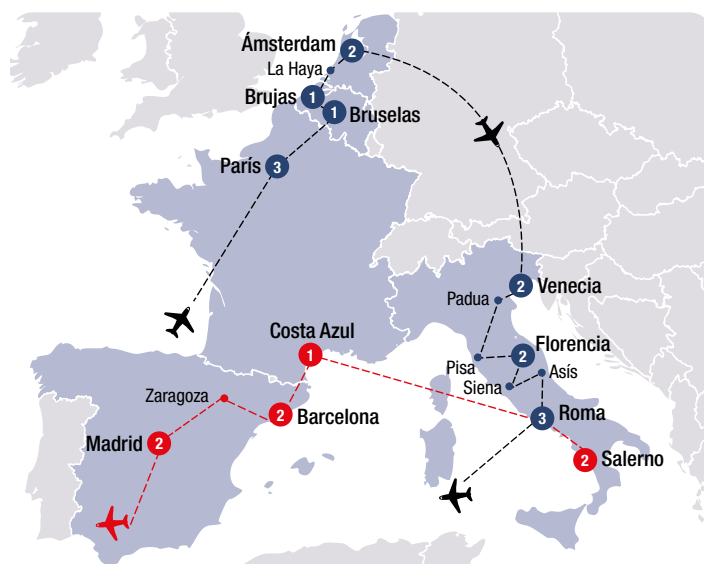 Ámsterdam
2
La Haya
Brujas
1
1
Bruselas
París
3
2
Venecia
Padua
Costa Azul
1
2
Florencia
Pisa
Asís
Siena
Zaragoza
2
Barcelona
3
Roma
Madrid
2
2
Salerno